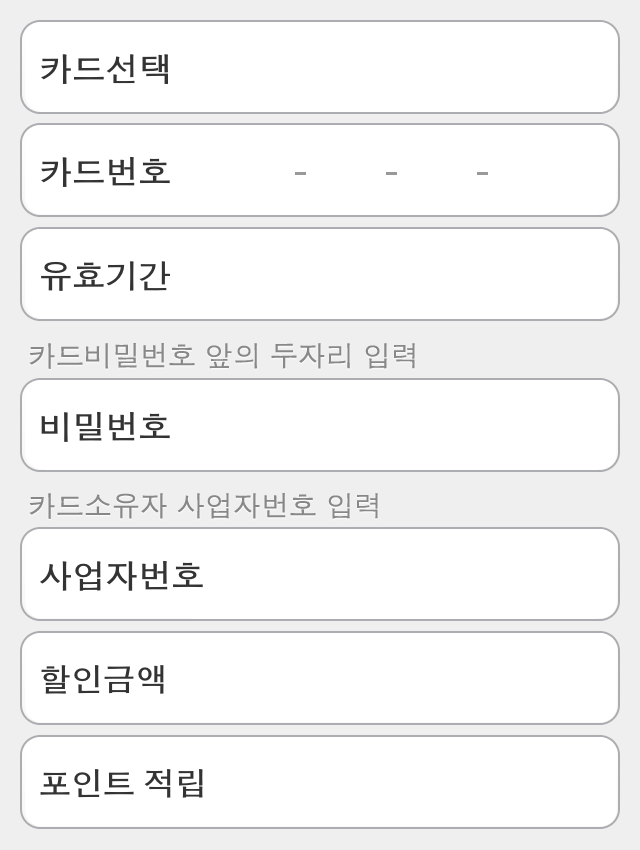 카드선택
카드번호 - - -
유효기간
카드비밀번호 앞의 두자리 입력
비밀번호
카드소유자 사업자번호 입력
사업자번호
할인금액
포인트 적립